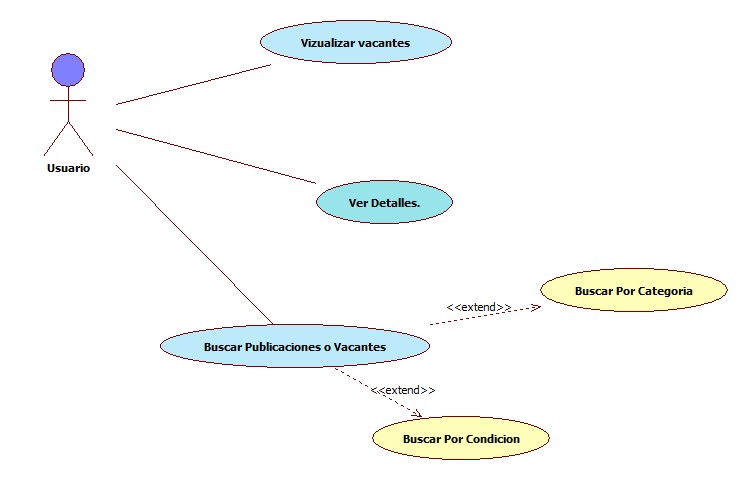 Vizualizar vacantes
Usuario
Ver Detalles.
Buscar Por Categoria
<<extend>>
Buscar Publicaciones o Vacantes
<<extend>>
Buscar Por Condicion